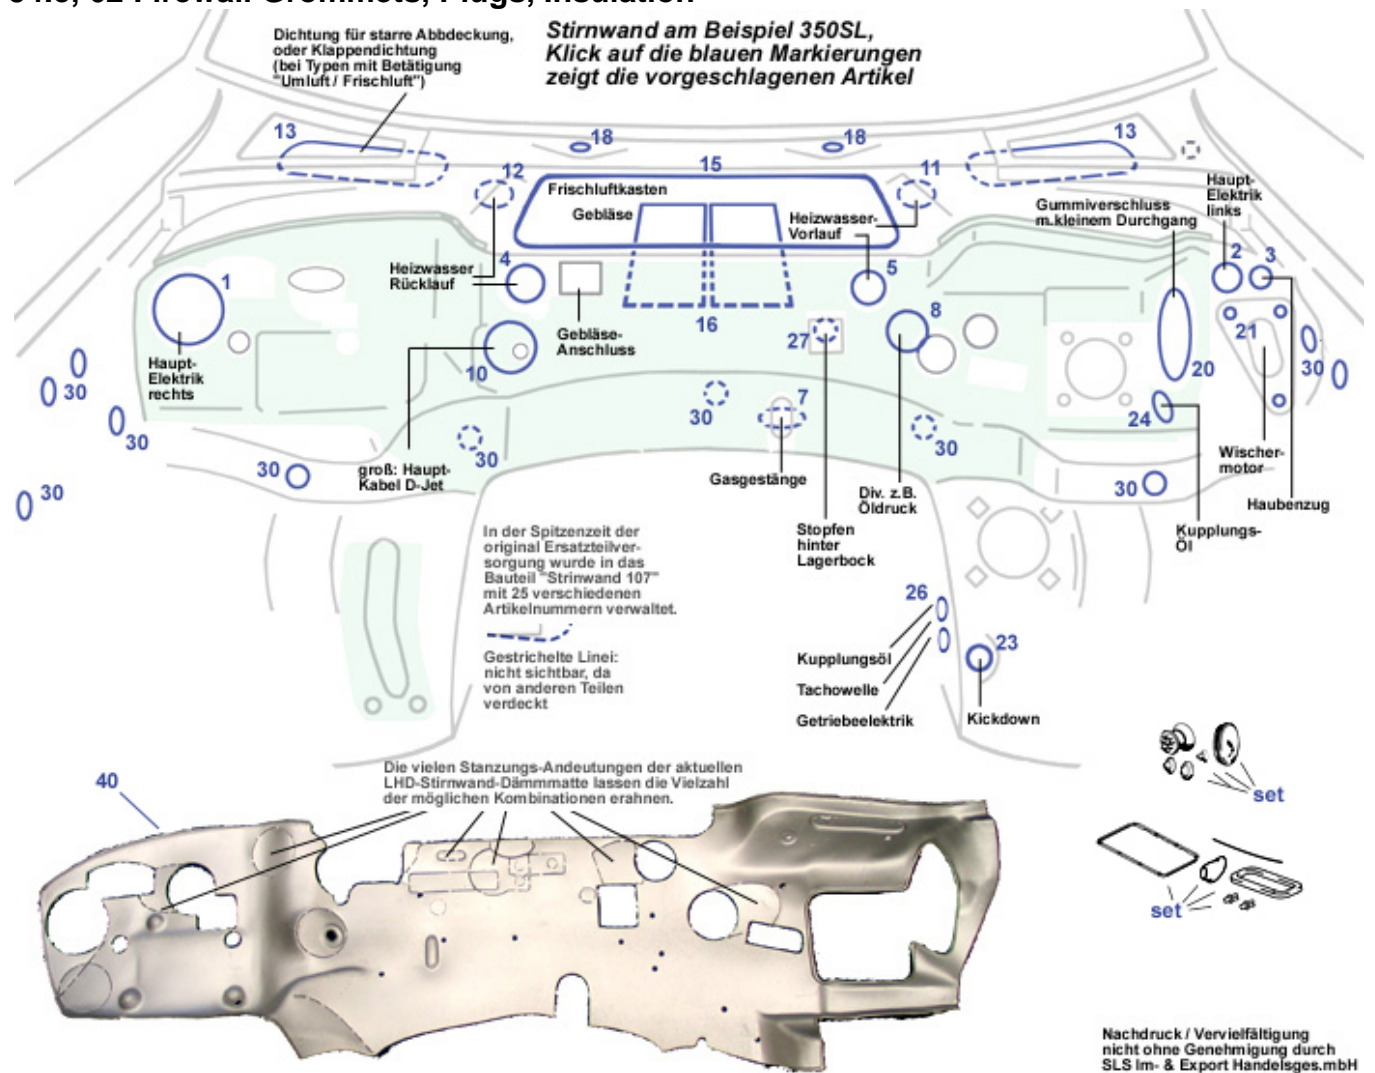 Dichtung für starre Abbdeckung,
oder Klappendichtung
(bei Typen mit Betätigung
"Umluft / Frischluft")
Stirnwand am Beispiel 350SL,
Klick auf die blauen Markierungen
zeigt die vorgeschlagenen Artikel
13
18
18
13
12
15
11
Frischluftkasten
Gebläse
Heizwasser-
Vorlauf
Gummiverschluss
m.kleinem Durchgang
Haupt-
Elektrik
links
4
Heizwasser
Rücklauf
5
2
3
1
Gebläse-
Anschluss
16
27
8
21
Haupt-
Elektrik
rechts
10
20
30
30
30
7
24
30
30
30
30
30
30
groß: Haupt-
Kabel D-Jet
Gasgestänge
Div. z.B.
Öldruck
Wischer-
motor
Haubenzug
Stopfen
hinter
Lagerbock
Kupplungs-
Öl
In der Spitzenzeit der
original Ersatzteilver-
sorgung wurde in das
Bauteil "Strinwand 107"
mit 25 verschiedenen
Artikelnummern verwaltet.
Gestrichelte Linei:
nicht sichtbar, da
von anderen Teilen
verdeckt
26
23
Kupplungsöl
Tachowelle
Getriebeelektrik
Kickdown
40
Die vielen Stanzungs-Andeutungen der aktuellen
LHD-Stirnwand-Dämmmatte lassen die Vielzahl
der möglichen Kombinationen erahnen.
set
set
Nachdruck / Vervielfältigung
nicht ohne Genehmigung durch
SLS Im- & Export Handelsges.mbH